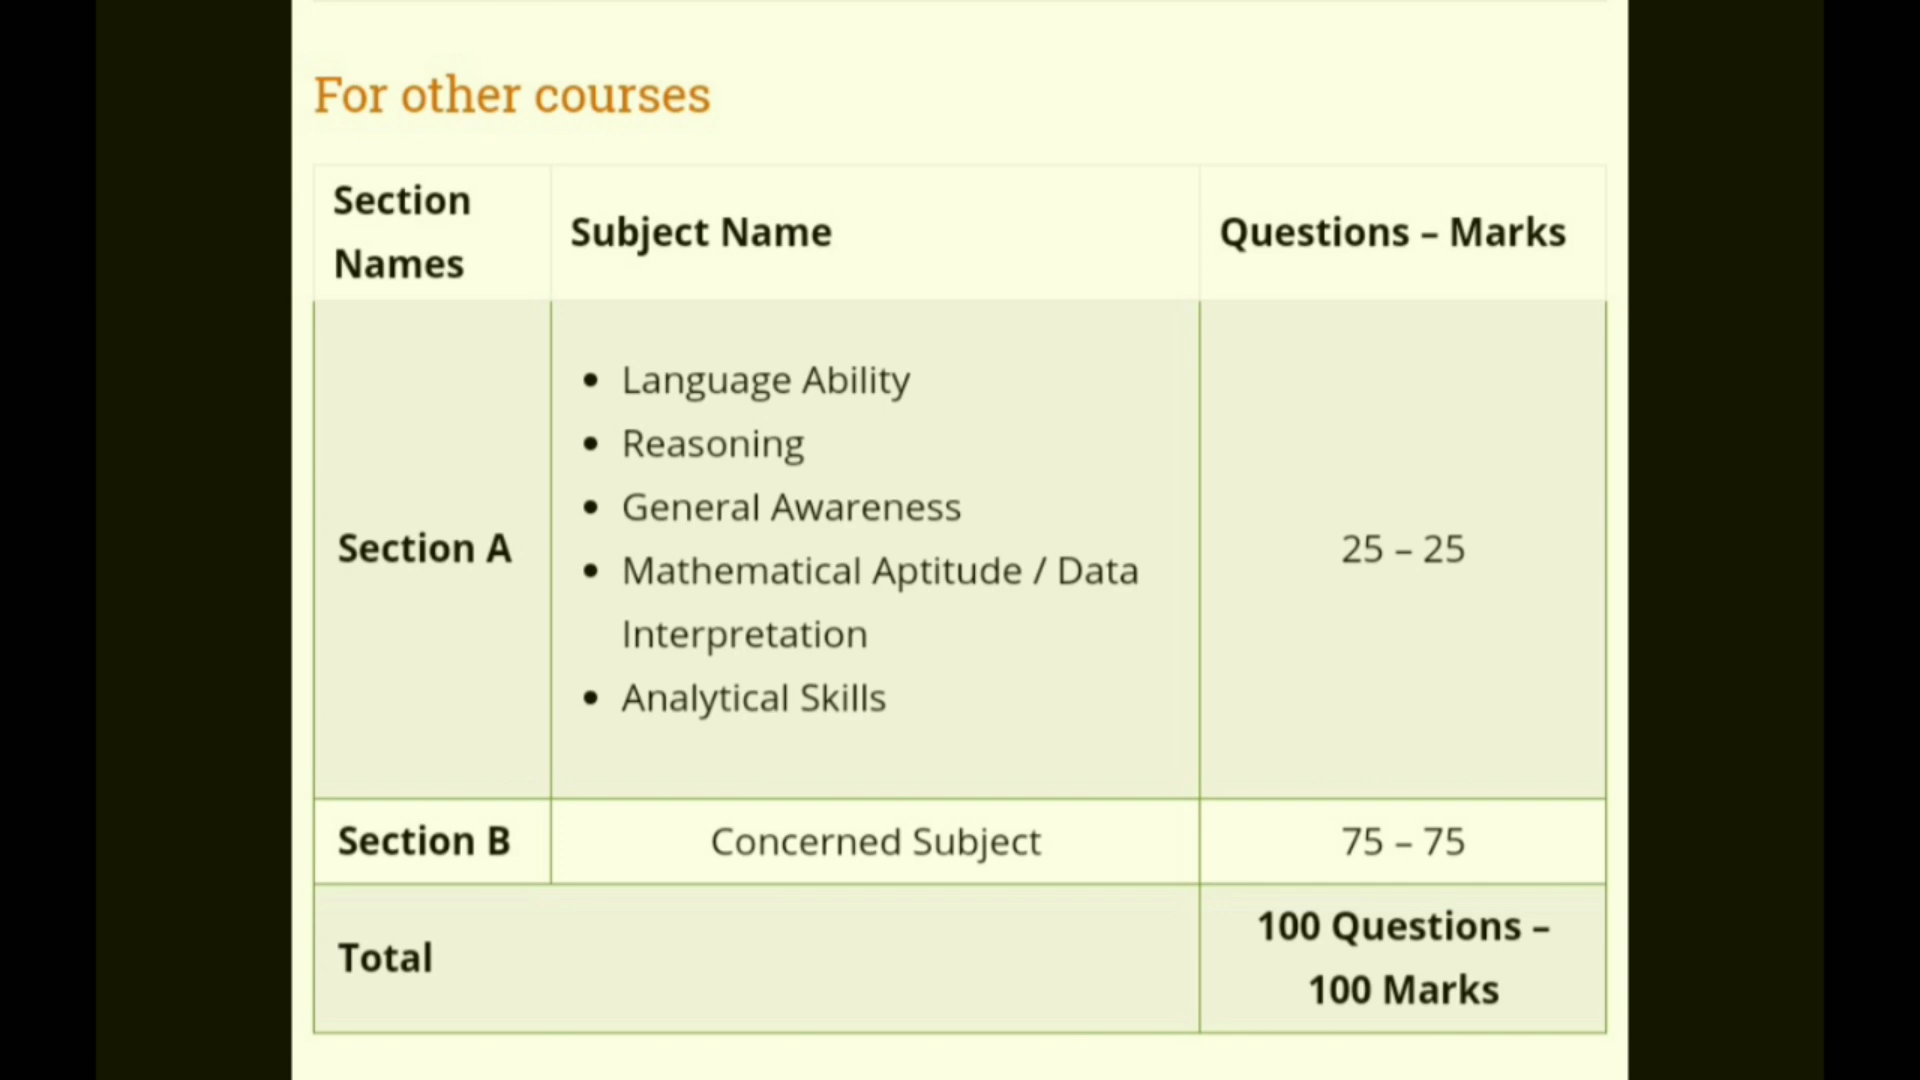 For other courses
Section
Names
Subject Name
Questions – Marks
Section A
• Language Ability
• Reasoning
• General Awareness
• Mathematical Aptitude / Data
Interpretation
• Analytical Skills
25 – 25
Section B
Concerned Subject
75 – 75
Total
100 Questions –
100 Marks